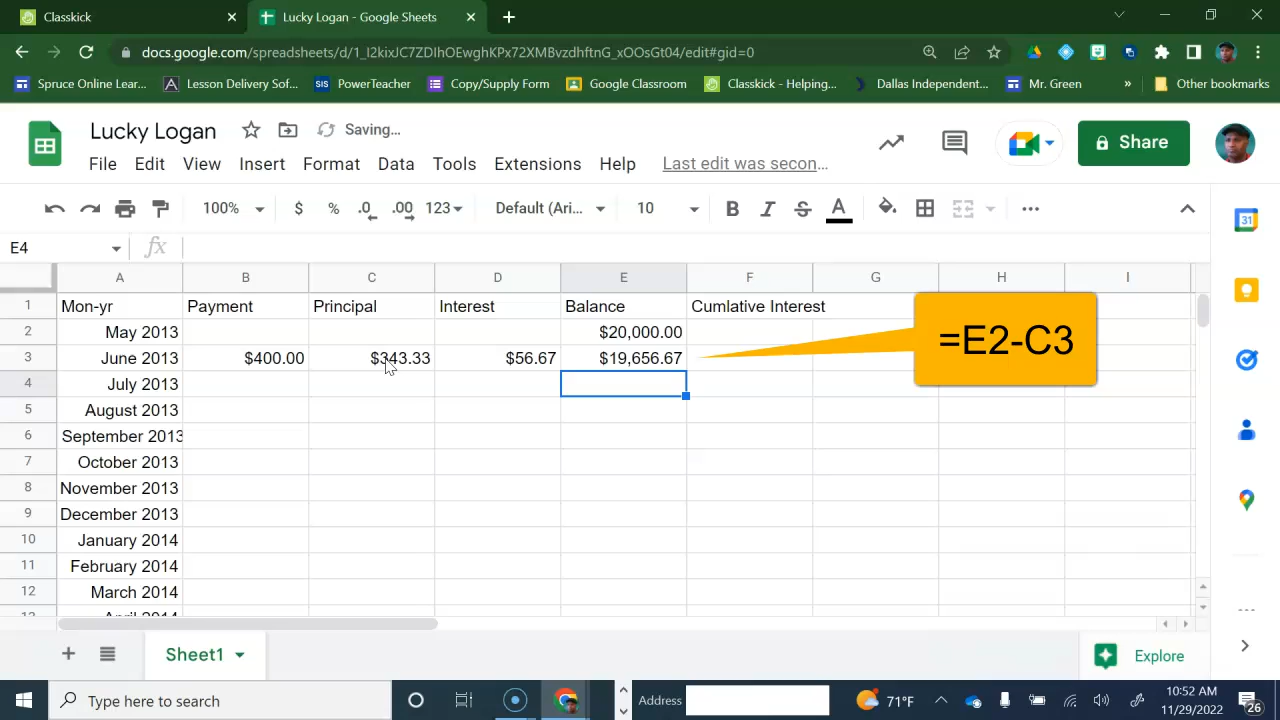 Classkick
Lucky Logan - Google Sheets
docs.google.com/spreadsheets/d/1_I2kixJC7ZDIhOEwghKPx72XMBvzdhftnG_xOOsGt04/edit#gid=0
Spruce Online Lear... Lesson Delivery Sof... SIS PowerTeacher Copy/Supply Form Google Classroom Classkick - Helping... Dallas Independent... Mr. Green » Other bookmarks
Lucky Logan Saving...
Share
File Edit View Insert Format Data Tools Extensions Help Last edit was secon...
100% $ % .0 .00 123 Default (Ari... 10 B I S A
31
E4 fx
A B C D E F G H I
1 Mon-yr Payment Principal Interest Balance Cumlative Interest
2 May 2013 $20,000.00
3 June 2013 $400.00 $343.33 $56.67 $19,656.67
=E2-C3
4 July 2013
5 August 2013
6 September 2013
7 October 2013
8 November 2013
9 December 2013
10 January 2014
11 February 2014
12 March 2014
13 April 2014
Sheet1 Explore
Type here to search Address 71°F 10:52 AM
11/29/2022 26